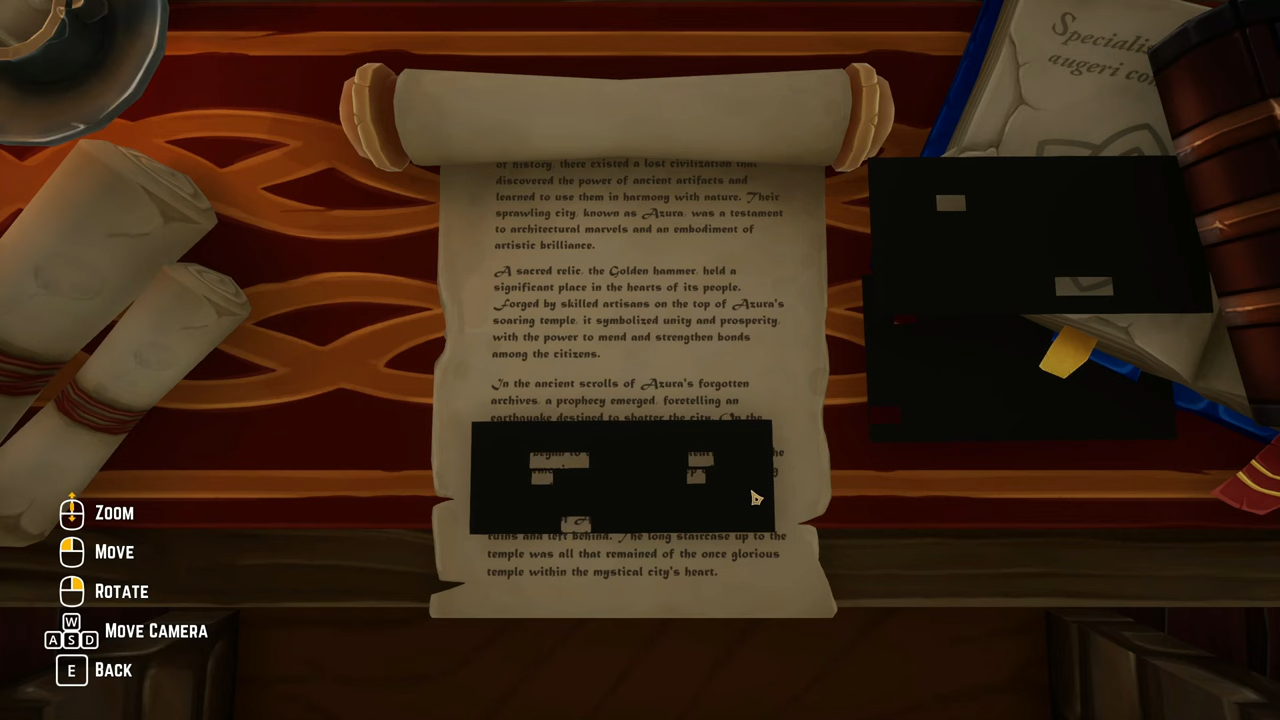 Specialis
augeri con
of history, there existed a lost civilization that
discovered the power of ancient artifacts and
learned to use them in harmony with nature. Their
sprawling city, known as Azura, was a testament
to architectural marvels and an embodiment of
artistic brilliance.
A sacred relic, the Golden hammer, held a
significant place in the hearts of its people.
Forged by skilled artisans on the top of Azura's
soaring temple, it symbolized unity and prosperity,
with the power to mend and strengthen bonds
among the citizens.
In the ancient scrolls of Azura's forgotten
archives, a prophecy emerged, foretelling an
earthquake destined to shatter the city. On the
began to
ruins and left behind. The long staircase up to the
temple was all that remained of the once glorious
temple within the mystical city's heart.
ZOOM
MOVE
ROTATE
W
A S D MOVE CAMERA
E BACK